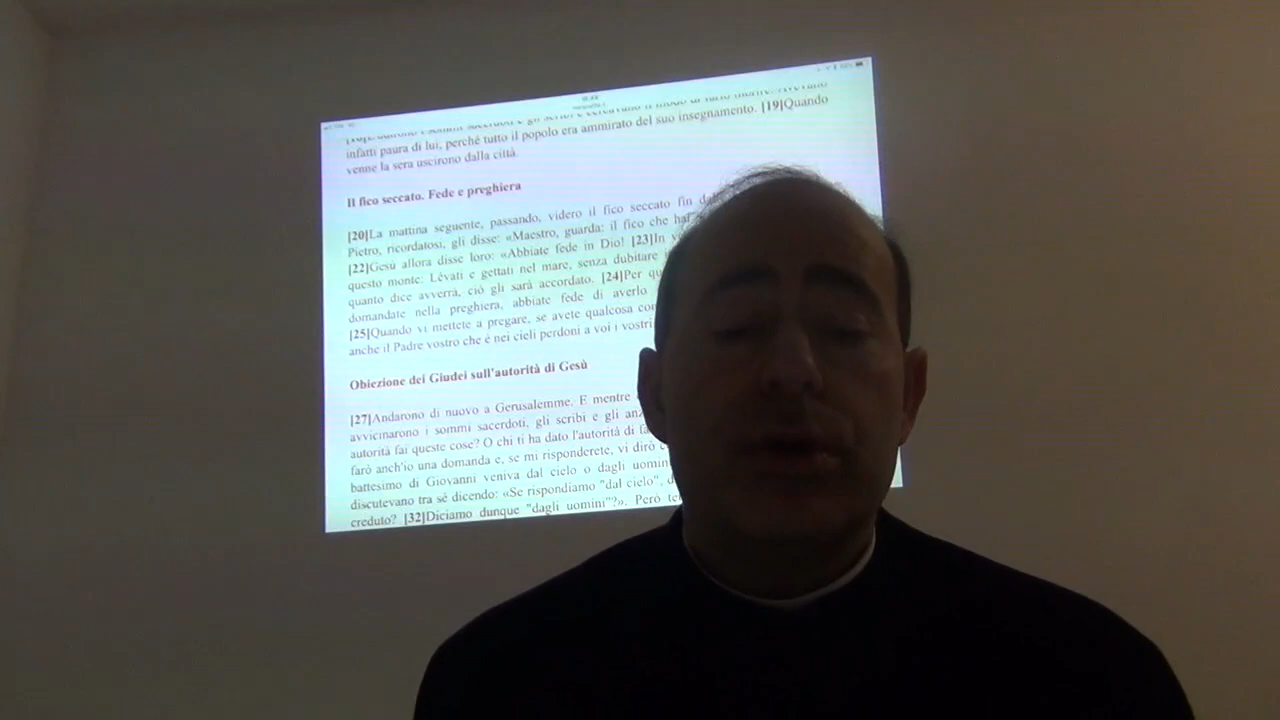 infatti paura di lui, perché tutto il popolo era ammirato del suo insegnamento. [19]Quando
venne la sera uscirono dalla città.
Il fico seccato. Fede e preghiera
[20]La mattina seguente, passando, videro il fico seccato fin
Pietro, ricordatosi, gli disse: «Maestro, guarda: il fico che
[22]Gesù allora disse loro: «Abbiate fede in Dio! [23]In
questo monte: Lèvati e gettati nel mare, senza dubitare
quanto dice avverrà, ciò gli sarà accordato. [24]Per
domandate nella preghiera, abbiate fede di averlo
[25]Quando vi mettete a pregare, se avete qualcosa
anche il Padre vostro che è nei cieli perdoni a voi i vostri
Obiezione dei Giudei sull'autorità di Gesù
[27]Andarono di nuovo a Gerusalemme. E mentre
avvicinarono i sommi sacerdoti, gli scribi e gli
autorità fai queste cose? O chi ti ha dato l'autorità di
farò anch'io una domanda e, se mi risponderete, vi dirò
battesimo di Giovanni veniva dal cielo o dagli
discutevano tra sé dicendo: «Se rispondiamo "dal cielo",
creduto? [32]Diciamo dunque "dagli uomini"?». Però